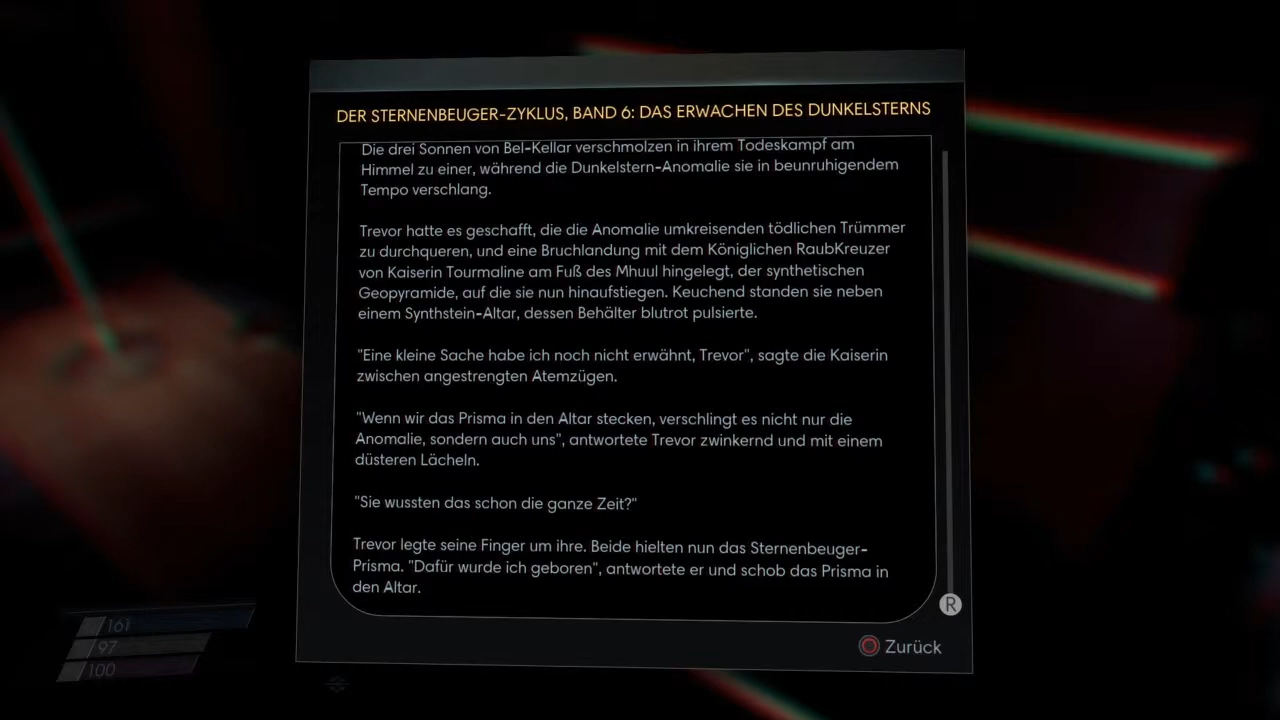 DER STERNENBEUGER-ZYKLUS, BAND 6: DAS ERWACHEN DES DUNKELSTERNS
Die drei Sonnen von Bel-Kellar verschmolzen in ihrem Todeskampf am
Himmel zu einer, während die Dunkelstern-Anomalie sie in beunruhigendem
Tempo verschlang.
Trevor hatte es geschafft, die die Anomalie umkreisenden tödlichen Trümmer
zu durchqueren, und eine Bruchlandung mit dem Königlichen RaubKreuzer
von Kaiserin Tourmaline am Fuß des Mhuul hingelegt, der synthetischen
Geopyramide, auf die sie nun hinaufstiegen. Keuchend standen sie neben
einem Synthstein-Altar, dessen Behälter blutrot pulsierte.
"Eine kleine Sache habe ich noch nicht erwähnt, Trevor", sagte die Kaiserin
zwischen angestrengten Atemzügen.
"Wenn wir das Prisma in den Altar stecken, verschlingt es nicht nur die
Anomalie, sondern auch uns", antwortete Trevor zwinkernd und mit einem
düsteren Lächeln.
"Sie wussten das schon die ganze Zeit?"
Trevor legte seine Finger um ihre. Beide hielten nun das Sternenbeuger-
Prisma. "Dafür wurde ich geboren", antwortete er und schob das Prisma in
den Altar.
R
Zurück
161
97
100